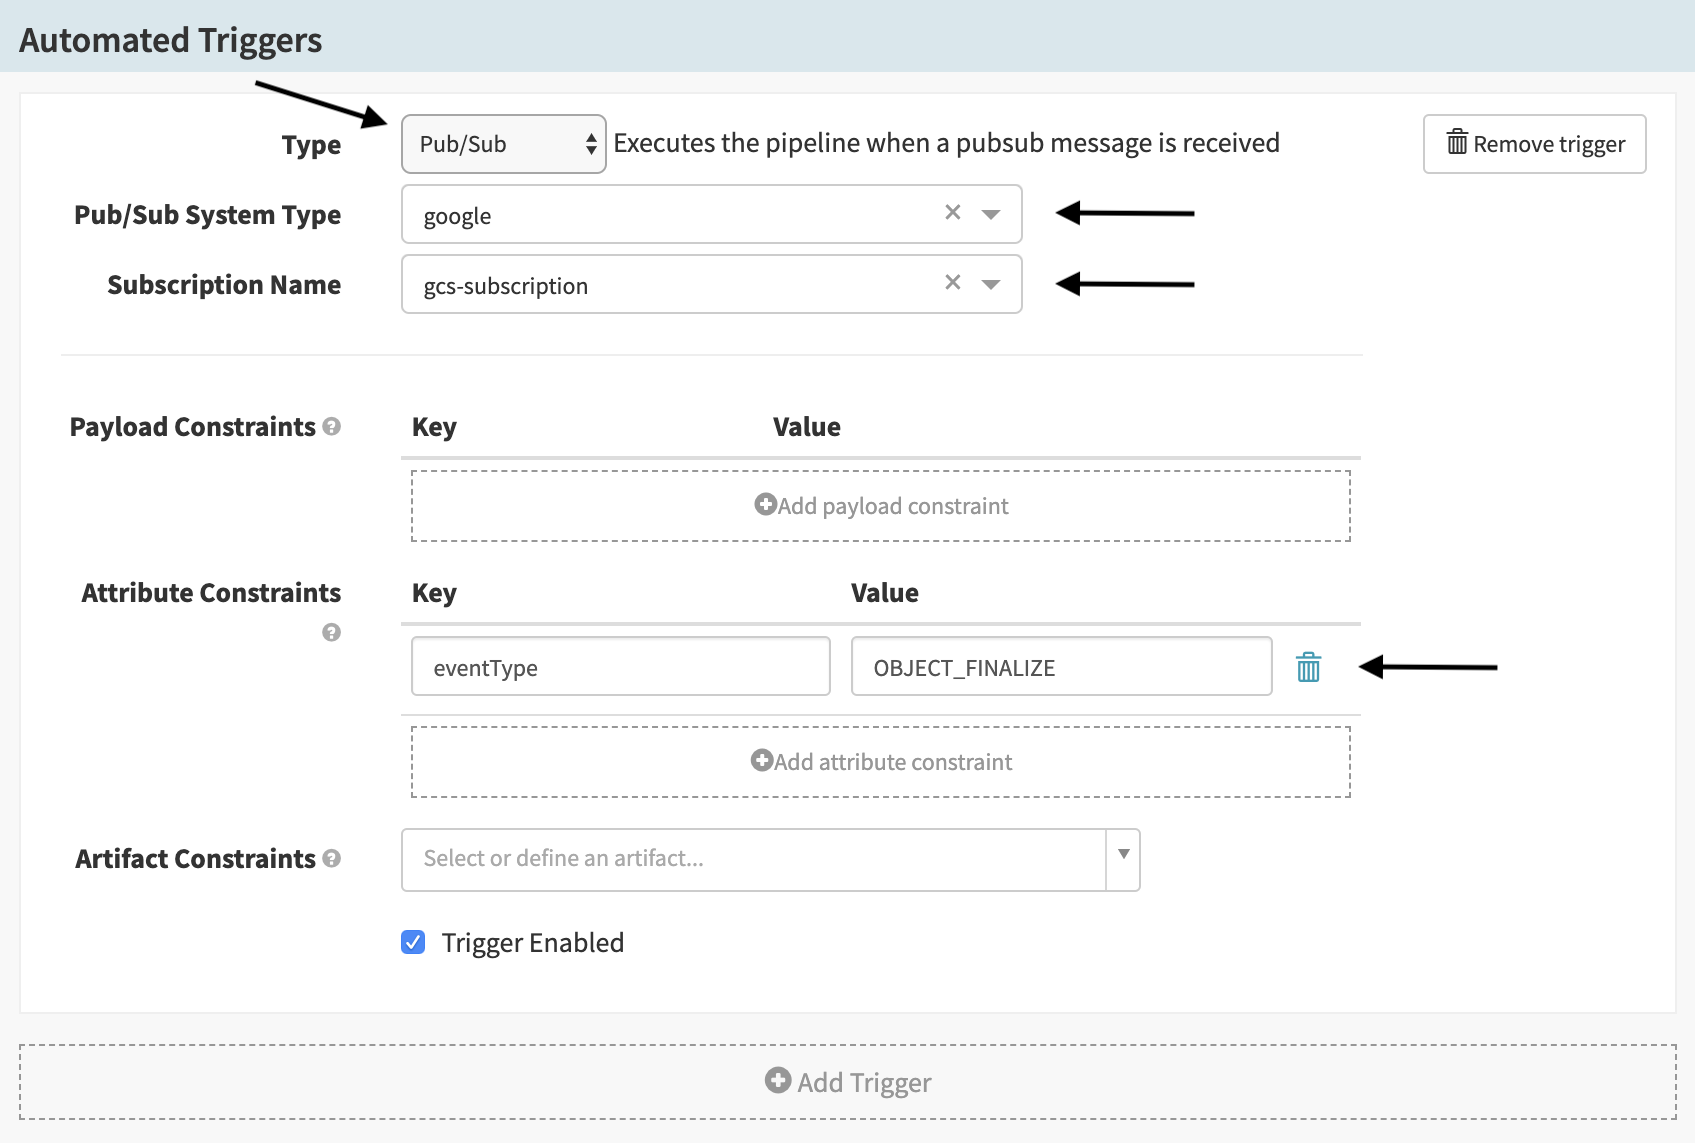 Automated Triggers
Type Pub/Sub Executes the pipeline when a pubsub message is received Remove trigger
Pub/Sub System Type google
Subscription Name gcs-subscription
Payload Constraints Key Value
Add payload constraint
Attribute Constraints Key Value
eventType OBJECT_FINALIZE
Add attribute constraint
Artifact Constraints Select or define an artifact...
Trigger Enabled
Add Trigger